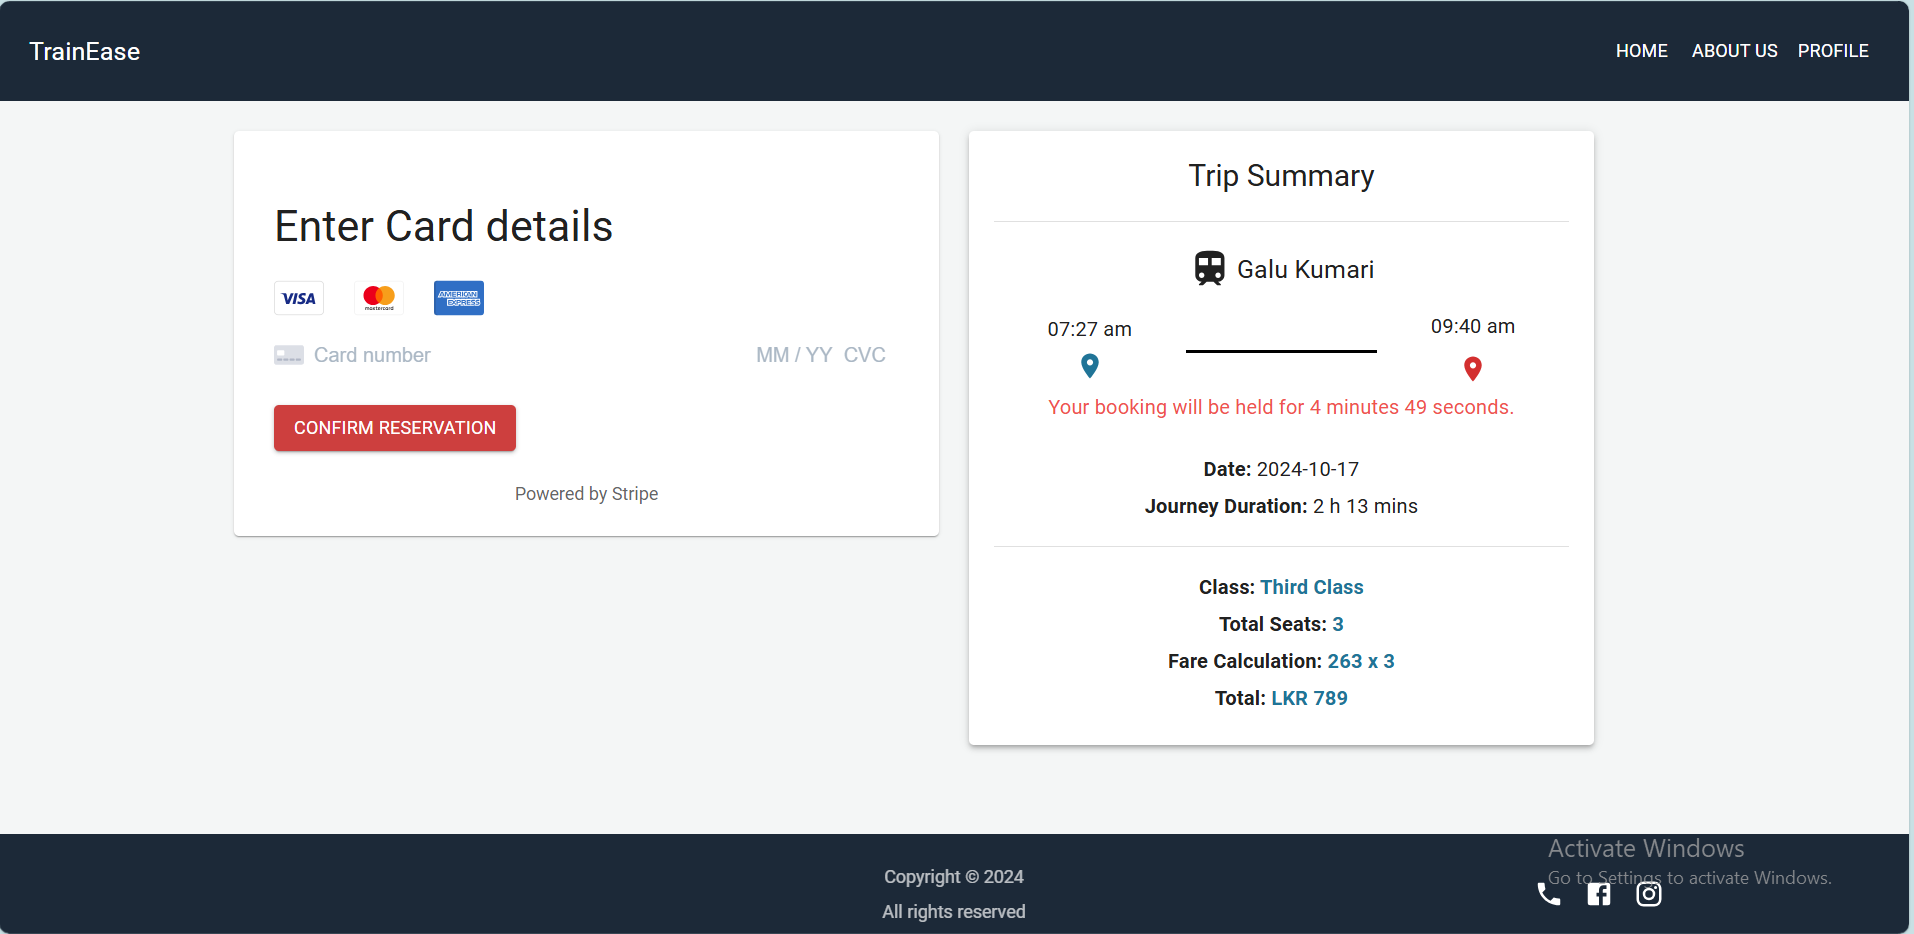 TrainEase
HOME ABOUT US PROFILE
Enter Card details
VISA mastercard AMERICAN EXPRESS
Card number MM / YY CVC
CONFIRM RESERVATION
Powered by Stripe
Trip Summary
Galu Kumari
07:27 am 09:40 am
Your booking will be held for 4 minutes 49 seconds.
Date: 2024-10-17
Journey Duration: 2 h 13 mins
Class: Third Class
Total Seats: 3
Fare Calculation: 263 x 3
Total: LKR 789
Copyright © 2024
All rights reserved
Activate Windows
Go to Settings to activate Windows.